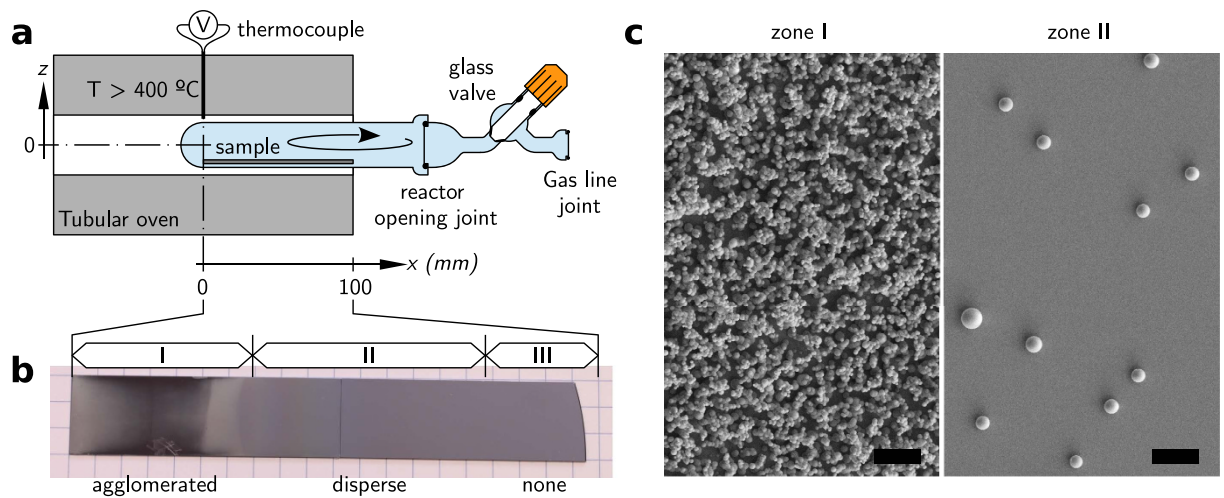 a
V
thermocouple
z
T > 400 ºC
0
sample
glass
valve
Tubular oven
reactor
opening joint
Gas line
joint
x (mm)
0
100
b
I
II
III
agglomerated
disperse
none
c
zone I
zone II